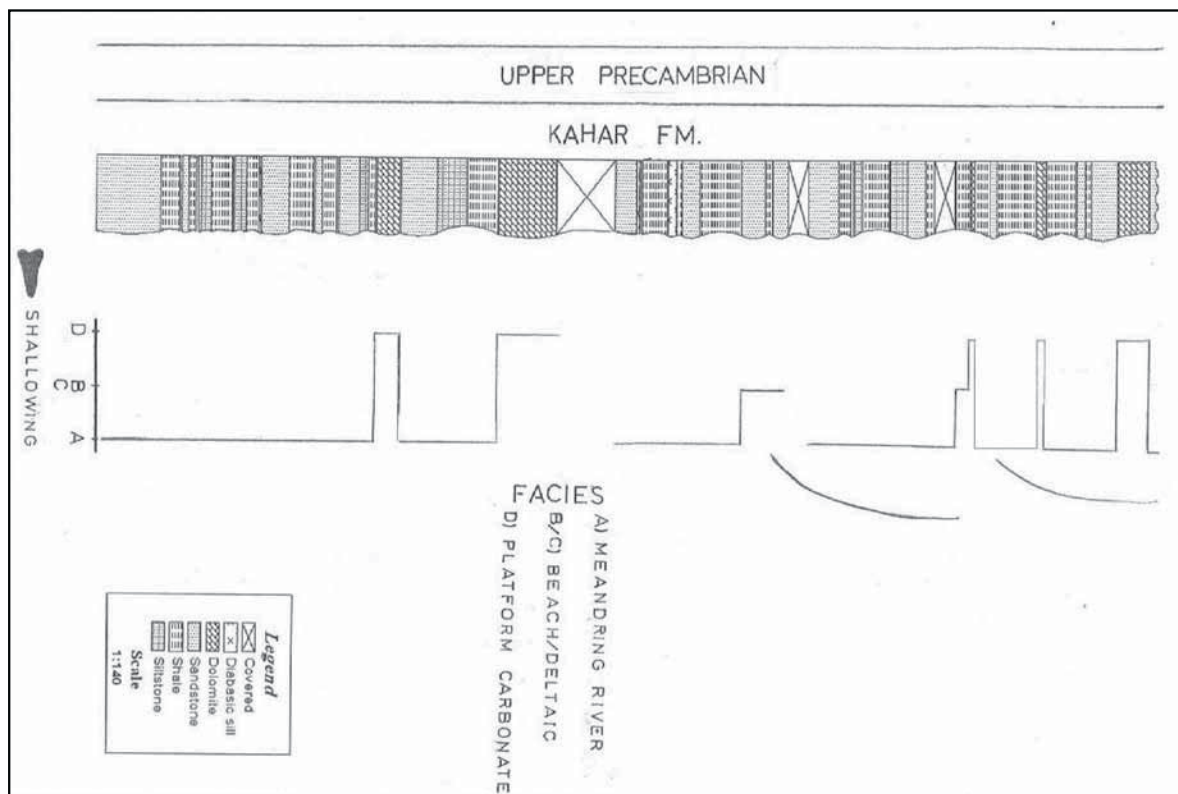 UPPER PRECAMBRIAN
KAHAR FM.
SHALLOWING
D
B
C
A
FACIES
A) MEANDRING RIVER
B/C) BEACH/DELTAIC
D) PLATFORM CARBONATE
Legend
Covered
x Diabasic sill
Dolomite
Sandstone
Shale
Siltstone
Scale
1:140